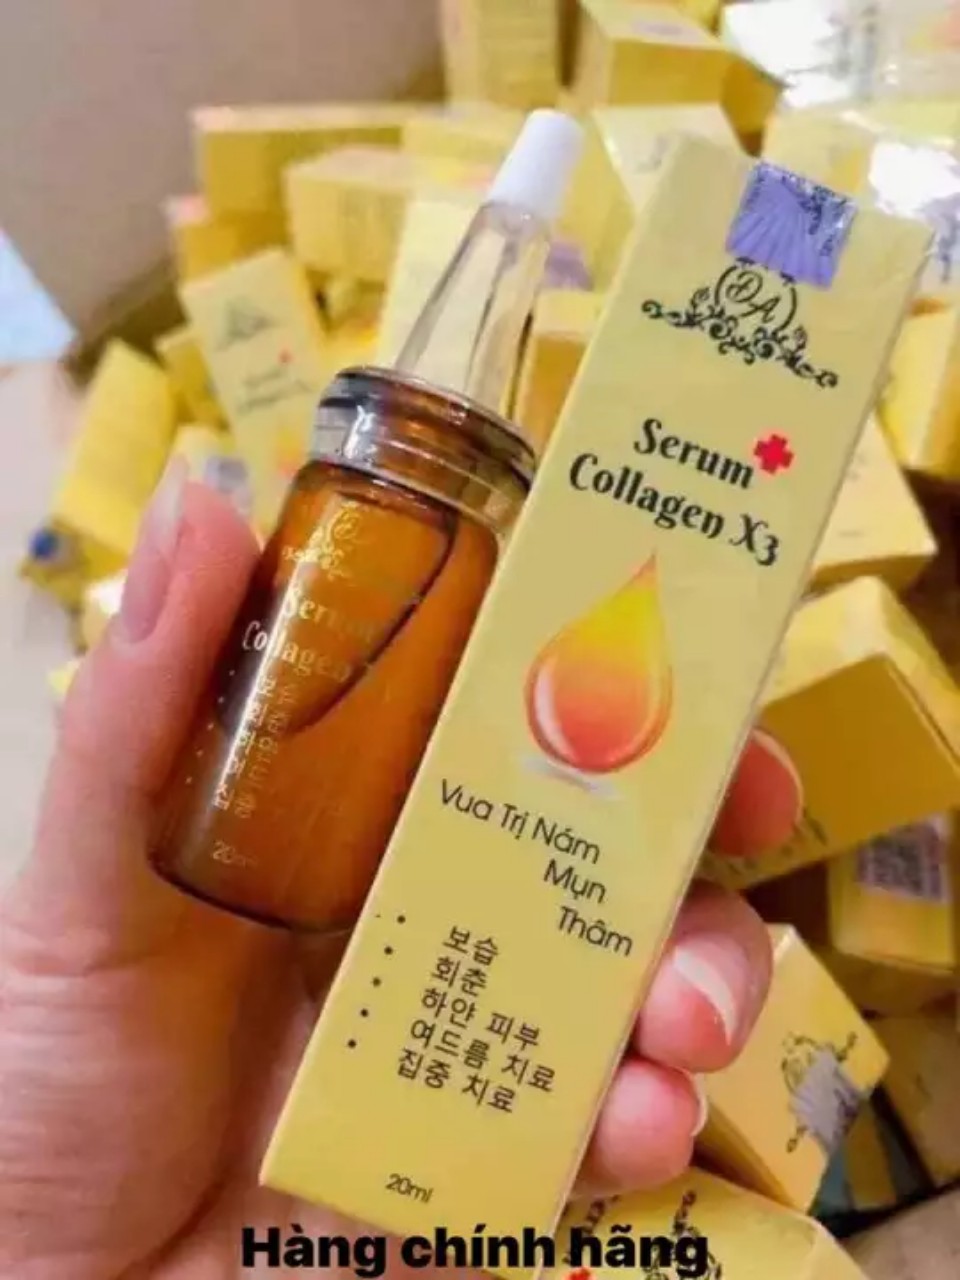 ĐA
Serum
Collagen X3
Vua Trị Nám
Mụn
Thâm
보습
회춘
하얀 피부
여드름 치료
집중 치료
20ml
Serum
Collagen
20ml
Hàng chính hãng